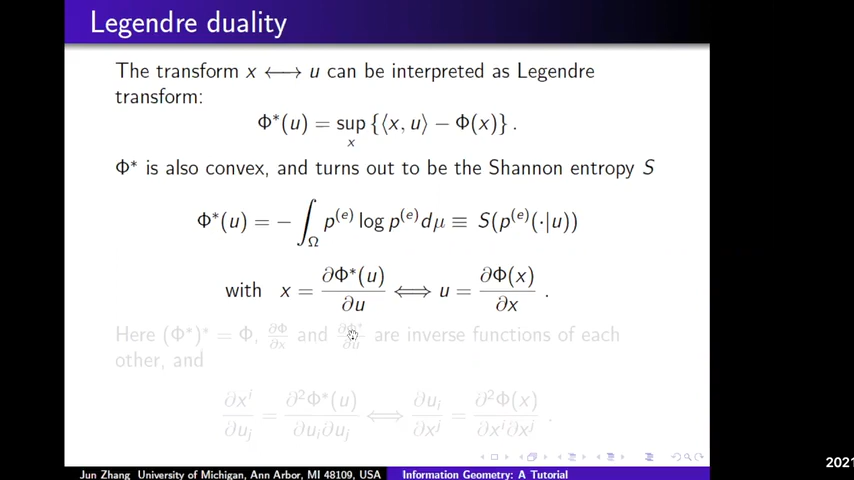 Legendre duality
The transform x ⟷ u can be interpreted as Legendre
transform:
Φ*(u) = sup_x {⟨x, u⟩ − Φ(x)} .
Φ* is also convex, and turns out to be the Shannon entropy S
Φ*(u) = − ∫_Ω p^(e) log p^(e) dμ ≡ S(p^(e)(·|u))
with x = ∂Φ*(u)/∂u ⟺ u = ∂Φ(x)/∂x .
Here (Φ*)* = Φ, ∂Φ/∂x and ∂Φ*/∂u are inverse functions of each
other, and
∂x^i/∂u_j = ∂²Φ*(u)/∂u_i∂u_j ⟺ ∂u_i/∂x^j = ∂²Φ(x)/∂x^i∂x^j .
Jun Zhang University of Michigan, Ann Arbor, MI 48109, USA Information Geometry: A Tutorial
2021